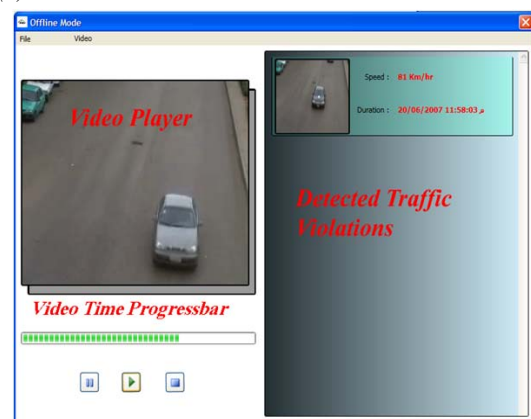 Offline Mode
File Video
Video Player
Video Time Progressbar
Speed : 81 Km/hr
Duration : 20/06/2007 11:58:03 م
Detected Traffic
Violations